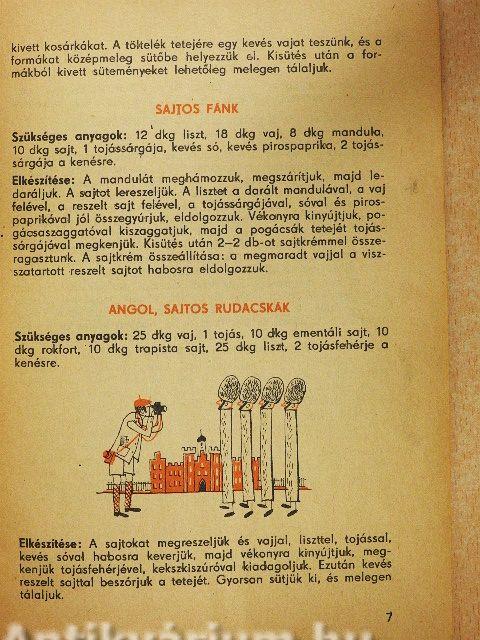 kivett kosárkákat. A töltelék tetejére egy kevés vajat teszünk, és a
formákat középmeleg sütőbe helyezzük el. Kisütés után a for-
mákból kivett süteményeket lehetőleg melegen tálaljuk.
SAJTOS FÁNK
Szükséges anyagok: 12 dkg liszt, 18 dkg vaj, 8 dkg mandula,
10 dkg sajt, 1 tojássárgája, kevés só, kevés pirospaprika, 2 tojás-
sárgája a kenésre.
Elkészítése: A mandulát meghámozzuk, megszárítjuk, majd le-
daráljuk. A sajtot lereszeljük. A lisztet a darált mandulával, a vaj
felével, a reszelt sajt felével, a tojássárgájával, sóval és piros-
paprikával jól összegyúrjuk, eldolgozzuk. Vékonyra kinyújtjuk, po-
gácsaszaggatóval kiszaggatjuk, majd a pogácsák tetejét tojás-
sárgájával megkenjük. Kisütés után 2–2 db-ot sajtkrémmel össze-
ragasztunk. A sajtkrém összeállítása: a megmaradt vajjal a visz-
szatartott reszelt sajtot habosra eldolgozzuk.
ANGOL, SAJTOS RUDACSKÁK
Szükséges anyagok: 25 dkg vaj, 1 tojás, 10 dkg ementáli sajt, 10
dkg rokfort, 10 dkg trapista sajt, 25 dkg liszt, 2 tojásfehérje a
kenésre.
Elkészítése: A sajtokat megreszeljük és vajjal, liszttel, tojással,
kevés sóval habosra keverjük, majd vékonyra kinyújtjuk, meg-
kenjük tojásfehérjével, kekszkiszúróval kiadagoljuk. Ezután kevés
reszelt sajttal beszórjuk a tetejét. Gyorsan sütjük ki, és melegen
tálaljuk.
7
Antikvárium.hu